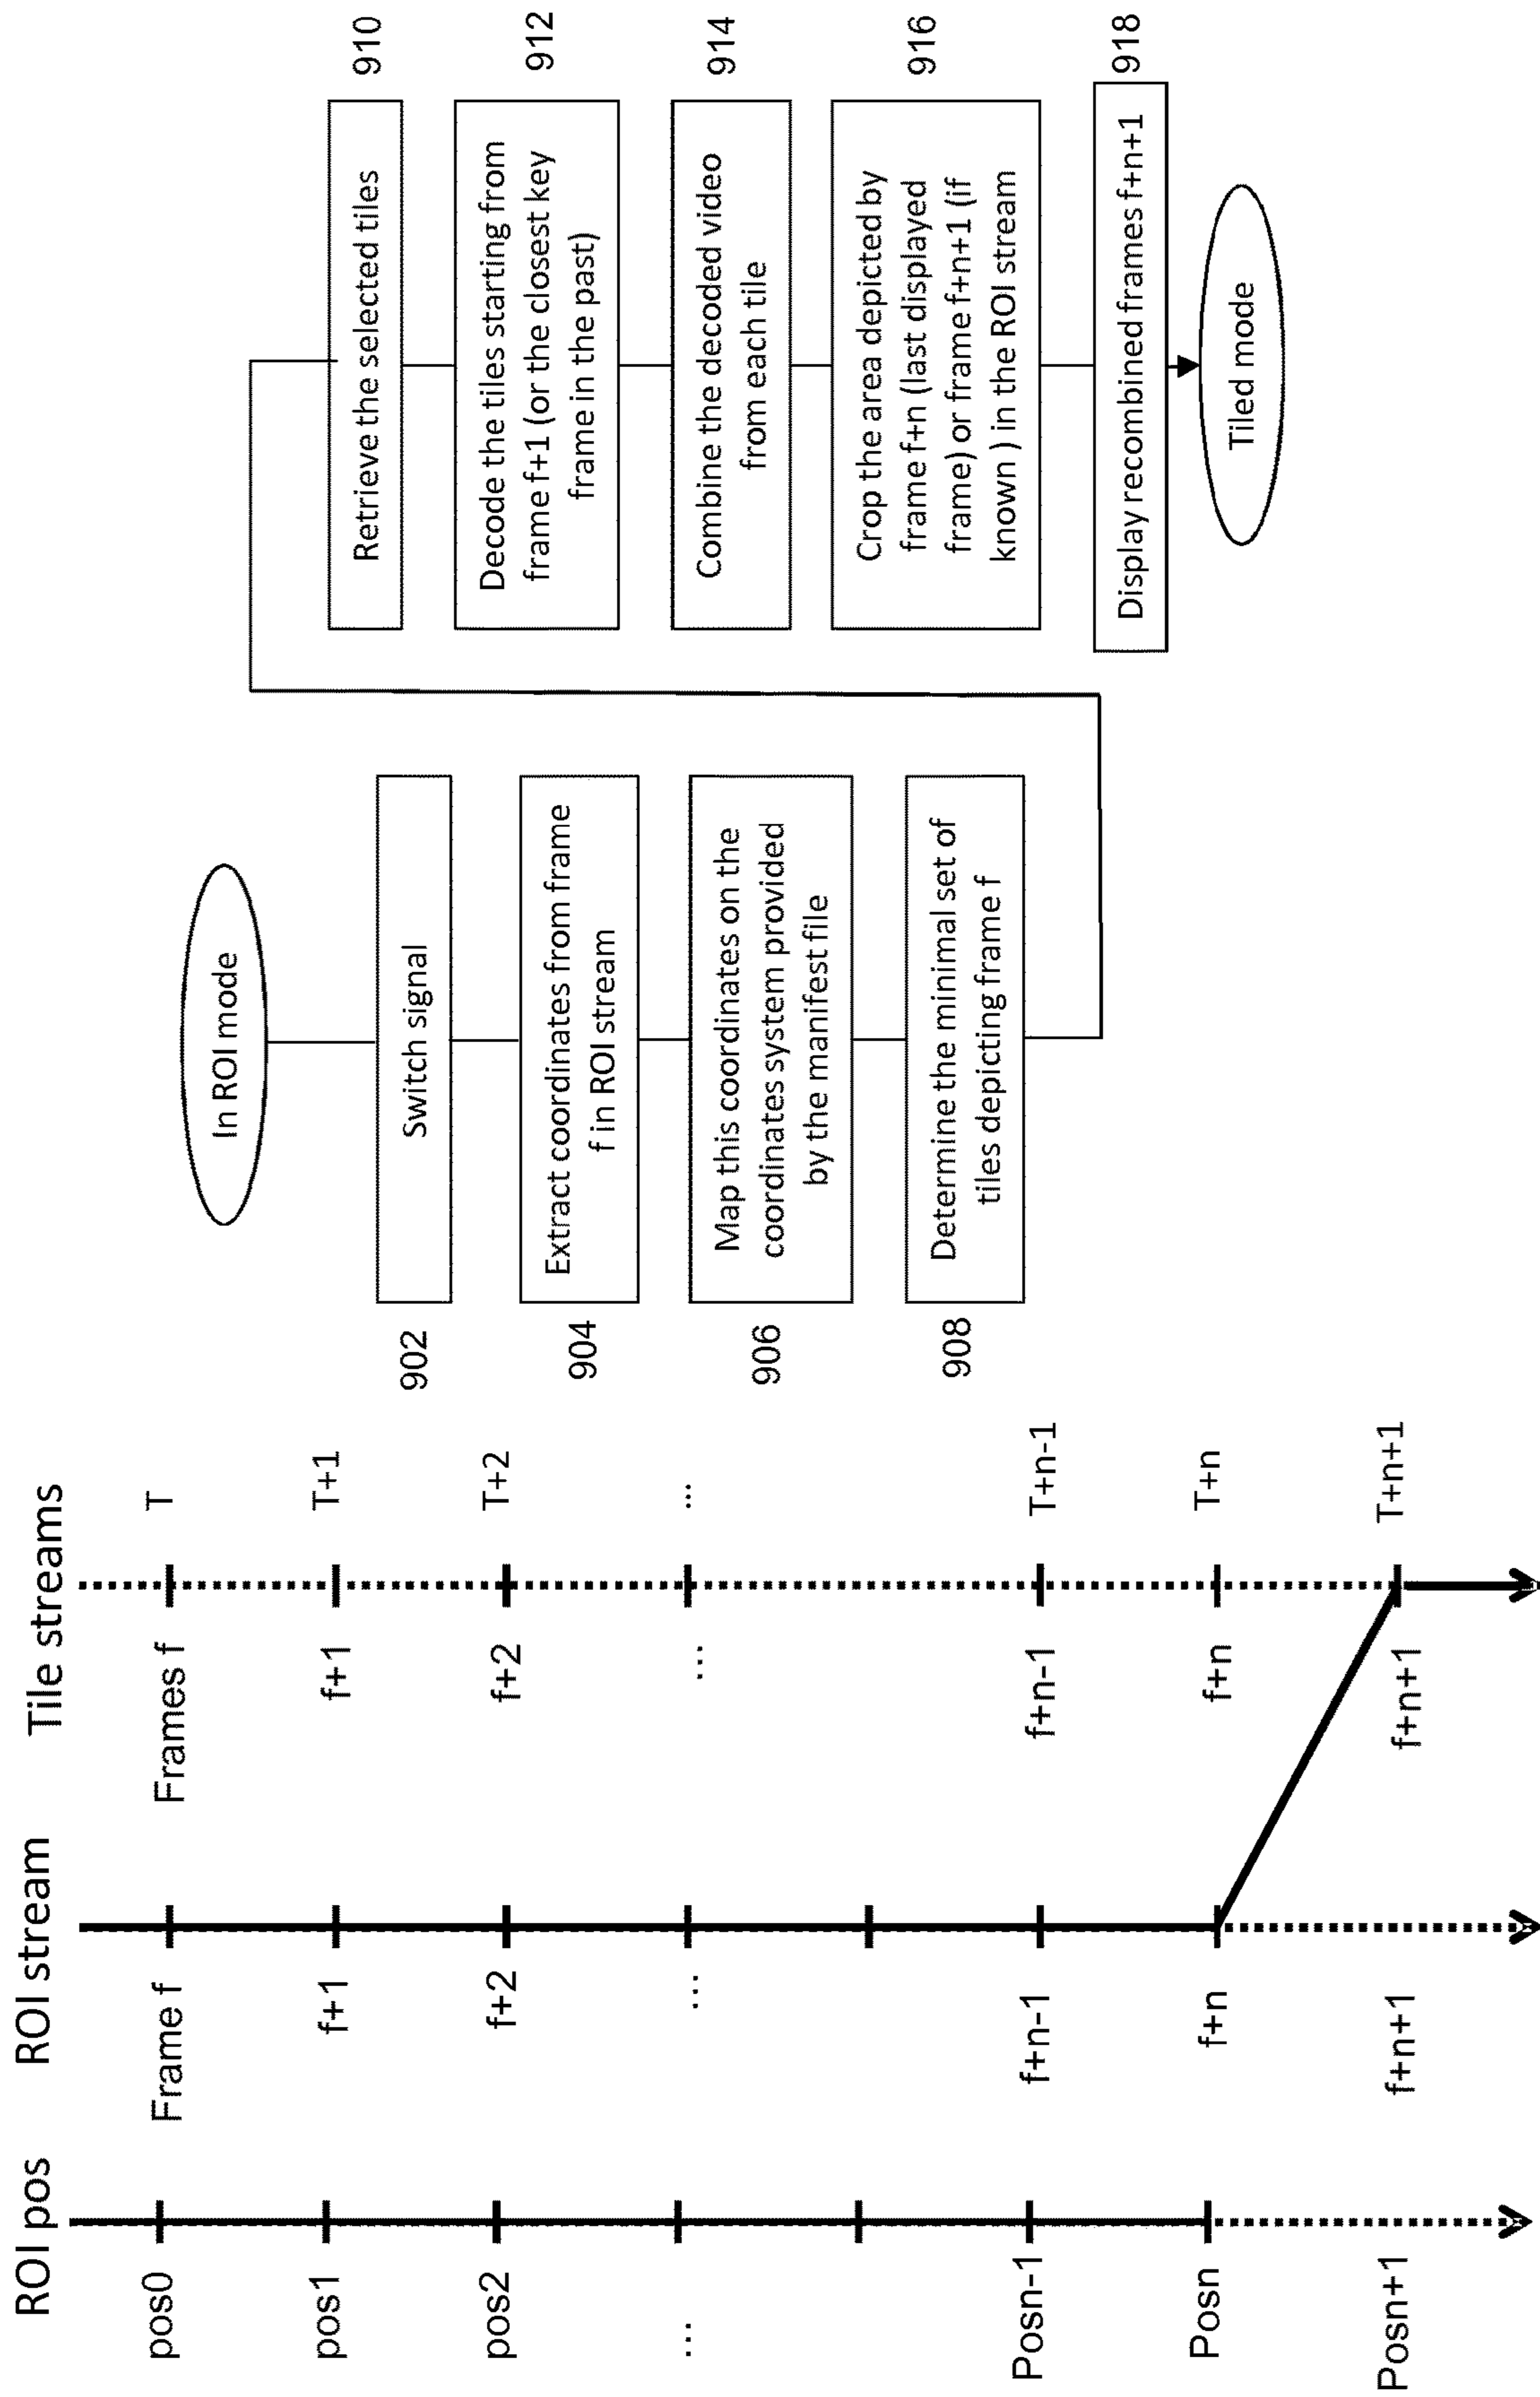 ROI pos
ROI stream
Tile streams
pos0
Frame f
Frames f
T
pos1
f+1
f+1
T+1
pos2
f+2
f+2
T+2
...
...
...
...
Posn-1
f+n-1
f+n-1
T+n-1
Posn
f+n
f+n
T+n
Posn+1
f+n+1
f+n+1
T+n+1
In ROI mode
902
Switch signal
904
Extract coordinates from frame
f in ROI stream
906
Map this coordinates on the
coordinates system provided
by the manifest file
908
Determine the minimal set of
tiles depicting frame f
Retrieve the selected tiles
910
Decode the tiles starting from
frame f+1 (or the closest key
frame in the past)
912
Combine the decoded video
from each tile
914
Crop the area depicted by
frame f+n (last displayed
frame) or frame f+n+1 (if
known ) in the ROI stream
916
Display recombined frames f+n+1
918
Tiled mode